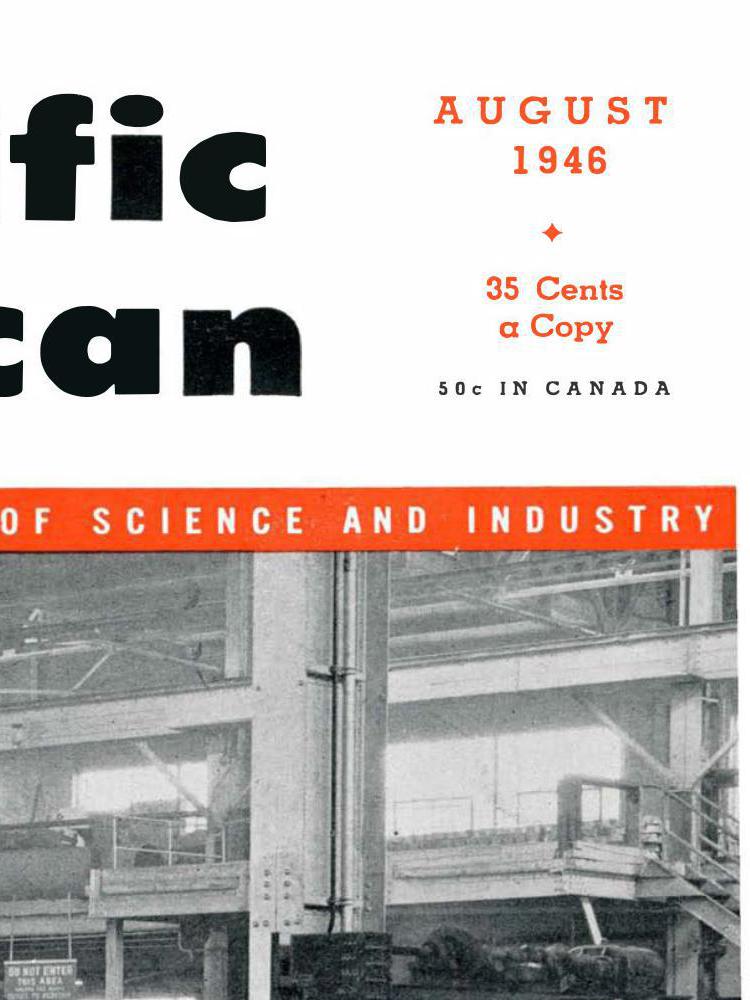 fic
AUGUST
1946
35 Cents
a Copy
can
50c IN CANADA
OF SCIENCE AND INDUSTRY
DO NOT ENTER
THIS AREA